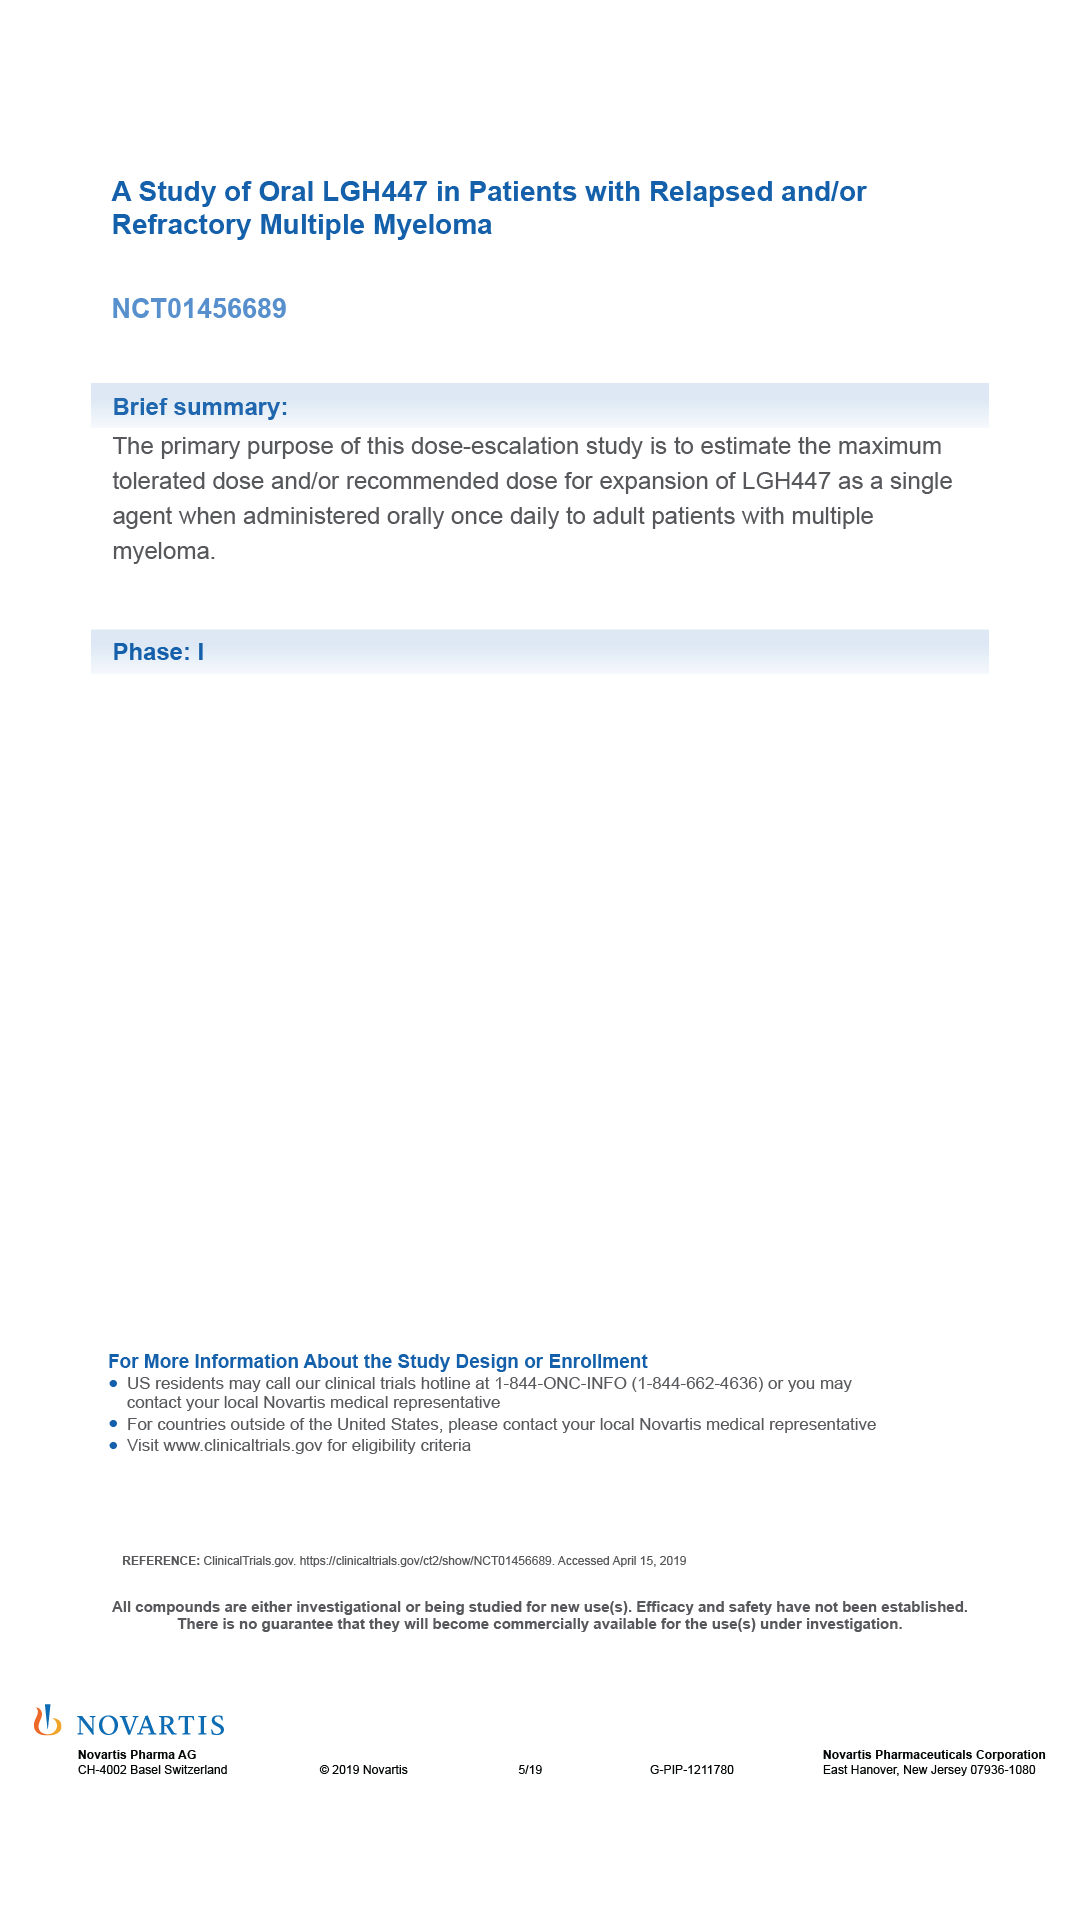 A Study of Oral LGH447 in Patients with Relapsed and/or
Refractory Multiple Myeloma
NCT01456689
Brief summary:
The primary purpose of this dose-escalation study is to estimate the maximum
tolerated dose and/or recommended dose for expansion of LGH447 as a single
agent when administered orally once daily to adult patients with multiple
myeloma.
Phase: I
For More Information About the Study Design or Enrollment
● US residents may call our clinical trials hotline at 1-844-ONC-INFO (1-844-662-4636) or you may
contact your local Novartis medical representative
● For countries outside of the United States, please contact your local Novartis medical representative
● Visit www.clinicaltrials.gov for eligibility criteria
REFERENCE: ClinicalTrials.gov. https://clinicaltrials.gov/ct2/show/NCT01456689. Accessed April 15, 2019
All compounds are either investigational or being studied for new use(s). Efficacy and safety have not been established.
There is no guarantee that they will become commercially available for the use(s) under investigation.
NOVARTIS
Novartis Pharma AG
CH-4002 Basel Switzerland
© 2019 Novartis
5/19
G-PIP-1211780
Novartis Pharmaceuticals Corporation
East Hanover, New Jersey 07936-1080